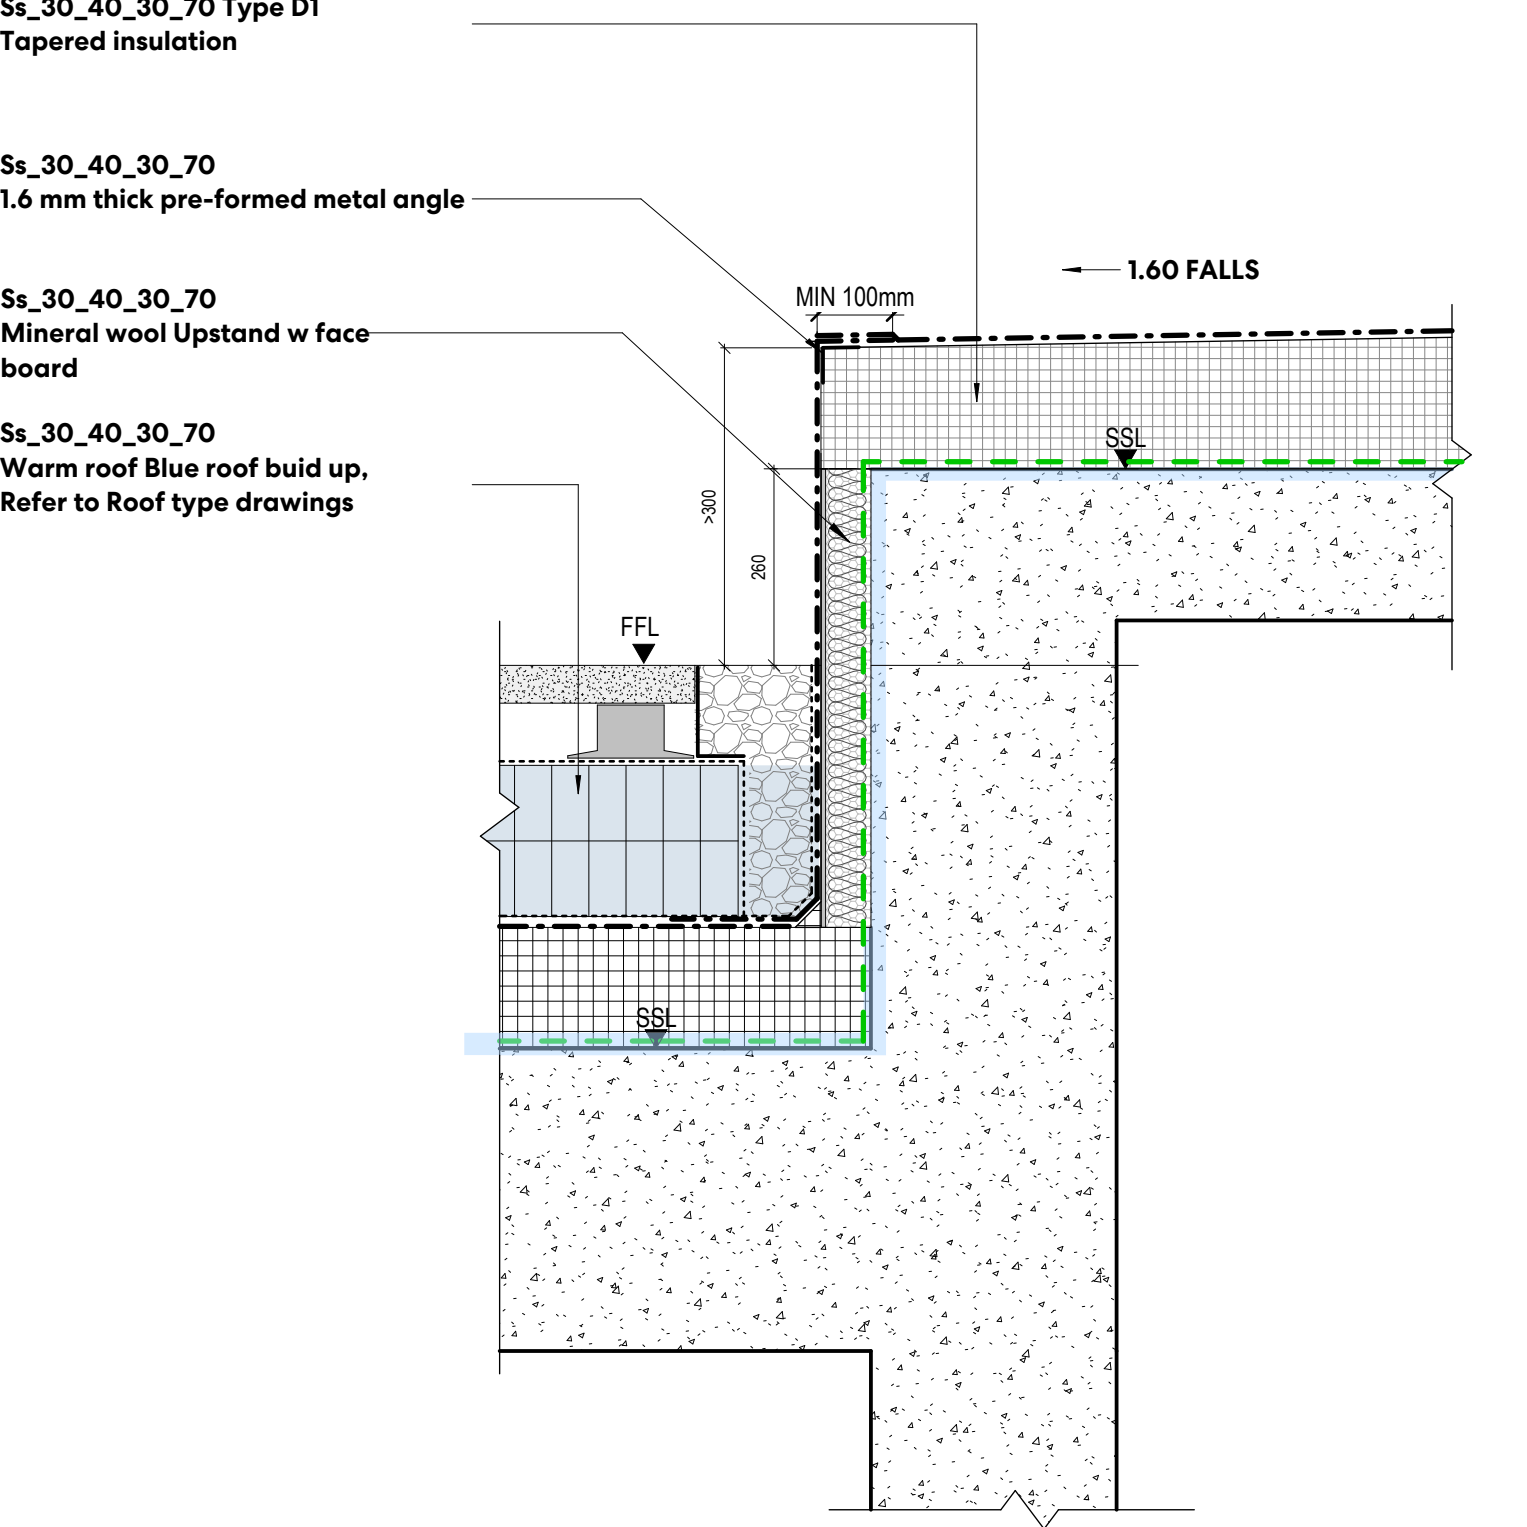 Ss_30_40_30_70 Type D1
Tapered insulation
Ss_30_40_30_70
1.6 mm thick pre-formed metal angle
Ss_30_40_30_70
Mineral wool Upstand w face
board
Ss_30_40_30_70
Warm roof Blue roof buid up,
Refer to Roof type drawings
1.60 FALLS
MIN 100mm
SSL
>300
260
FFL
SSL